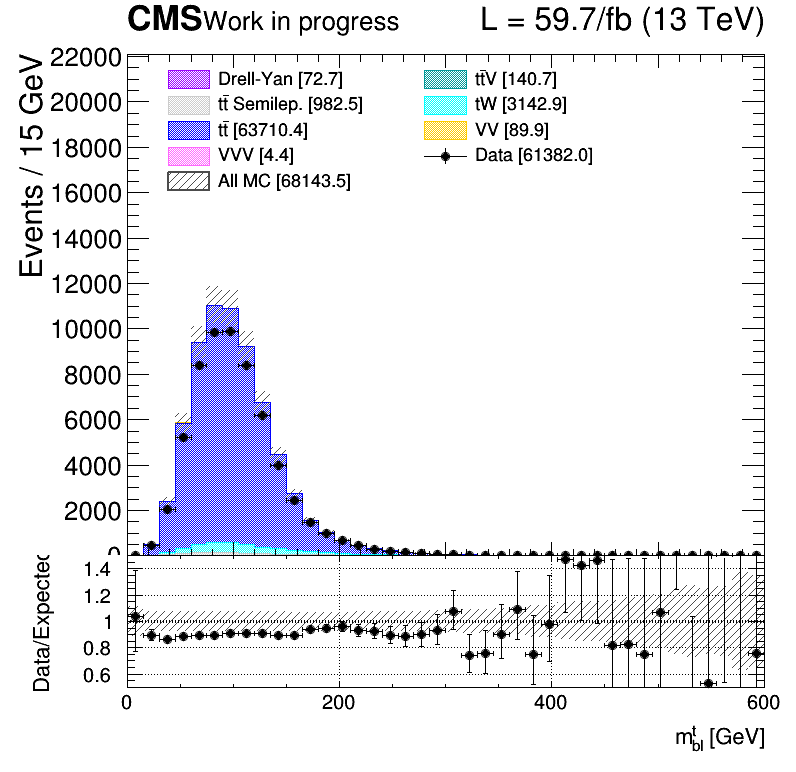 CMS Work in progress L = 59.7/fb (13 TeV)
Events / 15 GeV
22000
20000
18000
16000
14000
12000
10000
8000
6000
4000
2000
0
Drell-Yan [72.7]
tt̄ Semilep. [982.5]
tt̄ [63710.4]
VVV [4.4]
All MC [68143.5]
tt̄V [140.7]
tW [3142.9]
VV [89.9]
Data [61382.0]
Data/Expected
1.4
1.2
1
0.8
0.6
0 200 400 600
m^t_bl [GeV]